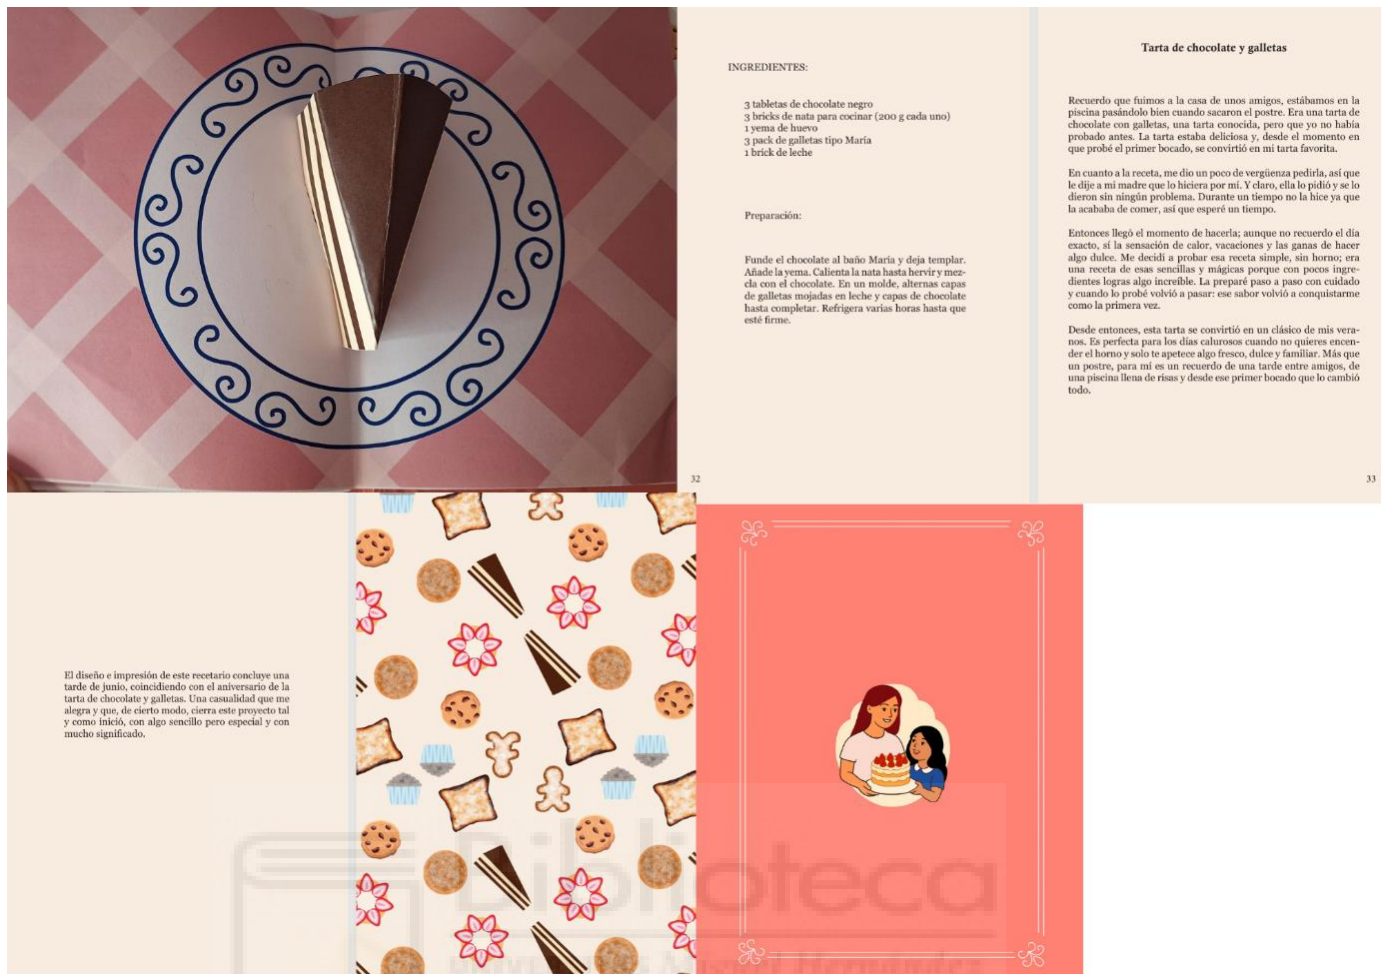 INGREDIENTES:
3 tabletas de chocolate negro
3 bricks de nata para cocinar (200 g cada uno)
1 yema de huevo
3 pack de galletas tipo María
1 brick de leche
Preparación:
Funde el chocolate al baño María y deja templar.
Añade la yema. Calienta la nata hasta hervir y mez-
cla con el chocolate. En un molde, alternas capas
de galletas mojadas en leche y capas de chocolate
hasta completar. Refrigera varias horas hasta que
esté firme.
32
Tarta de chocolate y galletas
Recuerdo que fuimos a la casa de unos amigos, estábamos en la
piscina pasándolo bien cuando sacaron el postre. Era una tarta de
chocolate con galletas, una tarta conocida, pero que yo no había
probado antes. La tarta estaba deliciosa y, desde el momento en
que probé el primer bocado, se convirtió en mi tarta favorita.
En cuanto a la receta, me dio un poco de vergüenza pedirla, así que
le dije a mi madre que lo hiciera por mí. Y claro, ella lo pidió y se lo
dieron sin ningún problema. Durante un tiempo no la hice ya que
la acababa de comer, así que esperé un tiempo.
Entonces llegó el momento de hacerla; aunque no recuerdo el día
exacto, sí la sensación de calor, vacaciones y las ganas de hacer
algo dulce. Me decidí a probar esa receta simple, sin horno; era
una receta de esas sencillas y mágicas porque con pocos ingre-
dientes logras algo increíble. La preparé paso a paso con cuidado
y cuando lo probé volvió a pasar: ese sabor volvió a conquistarme
como la primera vez.
Desde entonces, esta tarta se convirtió en un clásico de mis vera-
nos. Es perfecta para los días calurosos cuando no quieres encen-
der el horno y solo te apetece algo fresco, dulce y familiar. Más que
un postre, para mí es un recuerdo de una tarde entre amigos, de
una piscina llena de risas y desde ese primer bocado que lo cambió
todo.
33
El diseño e impresión de este recetario concluye una
tarde de junio, coincidiendo con el aniversario de la
tarta de chocolate y galletas. Una casualidad que me
alegra y que, de cierto modo, cierra este proyecto tal
y como inició, con algo sencillo pero especial y con
mucho significado.
Biblioteca
Miguel Hernández